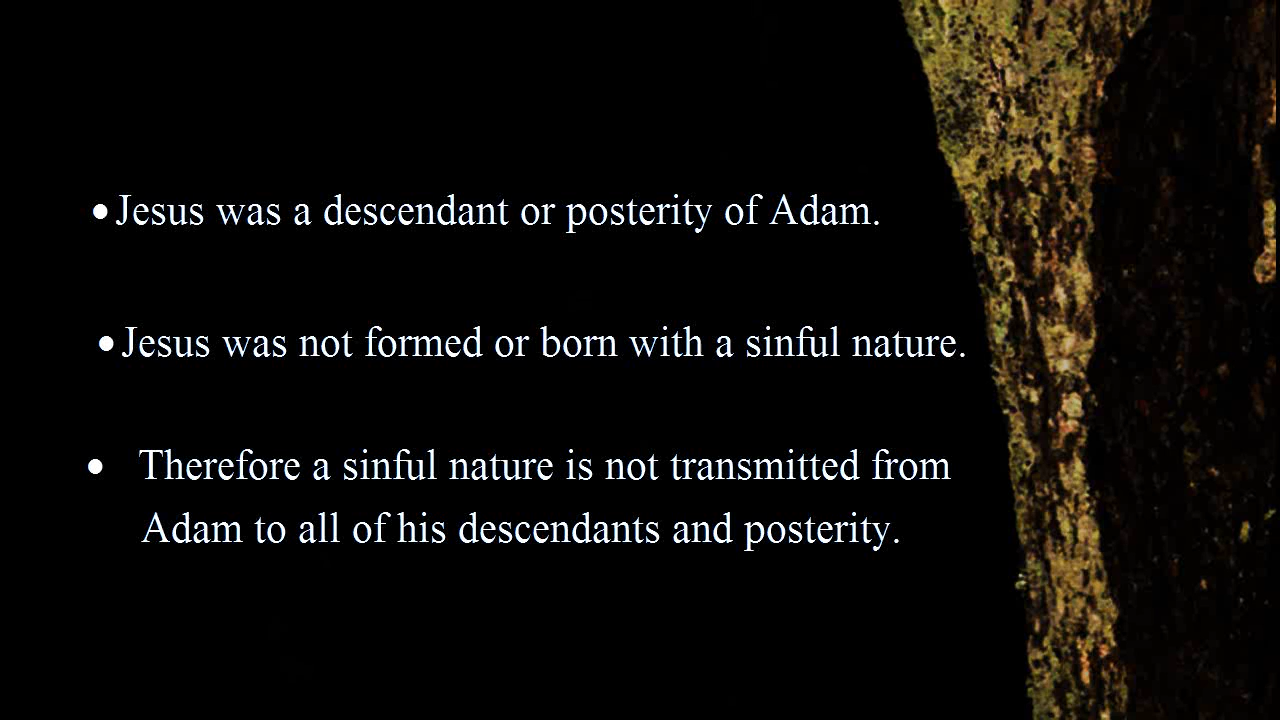 • Jesus was a descendant or posterity of Adam.
• Jesus was not formed or born with a sinful nature.
• Therefore a sinful nature is not transmitted from
Adam to all of his descendants and posterity.